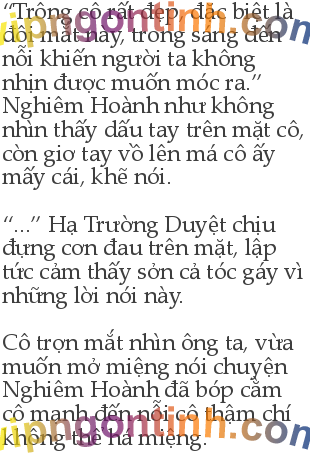 “Trông cô rất đẹp, đặc biệt là
đôi mắt này, trong sáng đến
nỗi khiến người ta không
nhịn được muốn móc ra.”
Nghiêm Hoành như không
nhìn thấy dấu tay trên mặt cô,
còn giơ tay vỗ lên má cô ấy
mấy cái, khẽ nói.
“...” Hạ Trường Duyệt chịu
đựng cơn đau trên mặt, lập
tức cảm thấy sởn cả tóc gáy vì
những lời nói này.
Cô trợn mắt nhìn ông ta, vừa
muốn mở miệng nói chuyện
Nghiêm Hoành đã bóp cằm
cô mạnh đến nỗi cô thậm chí
không thể há miệng.
vipngontinh.com
vipngontinh.com